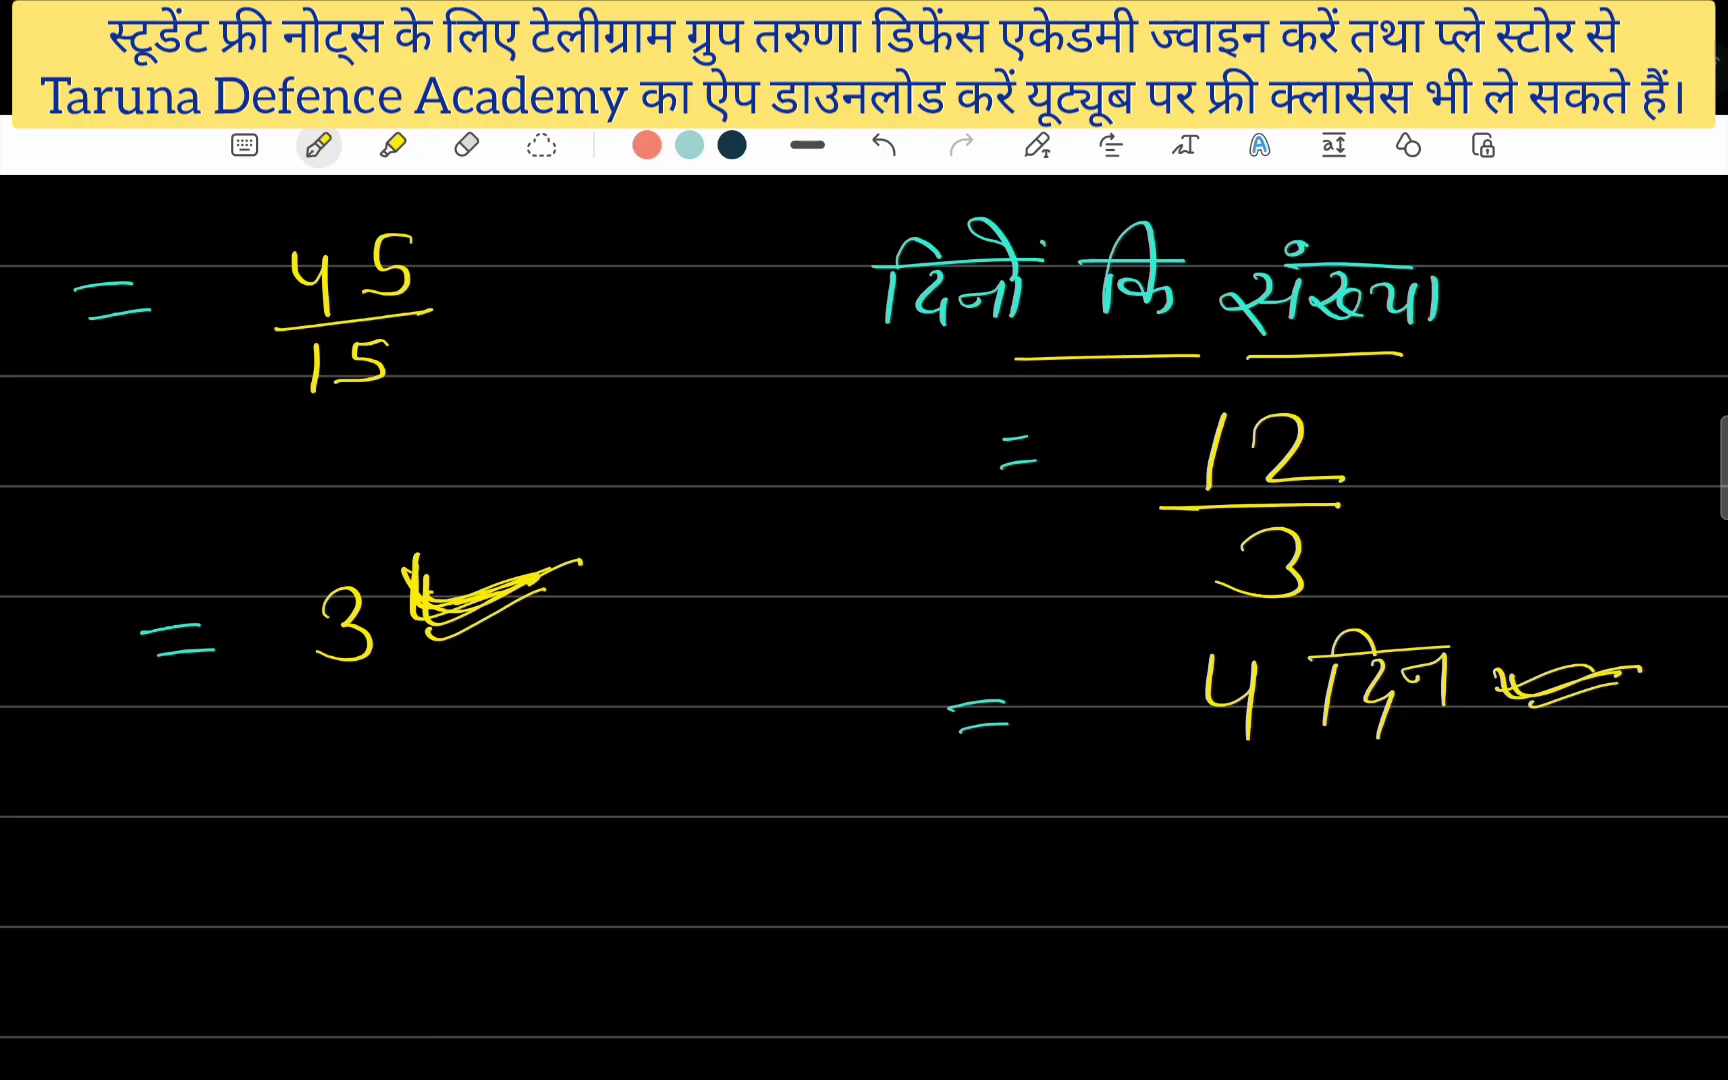 स्टूडेंट फ्री नोट्स के लिए टेलीग्राम ग्रुप तरुणा डिफेंस एकेडमी ज्वाइन करें तथा प्ले स्टोर से
Taruna Defence Academy का ऐप डाउनलोड करें यूट्यूब पर फ्री क्लासेस भी ले सकते हैं।
= 45
15
= 3
दिनों कि संख्या
= 12
3
= 4 दिन